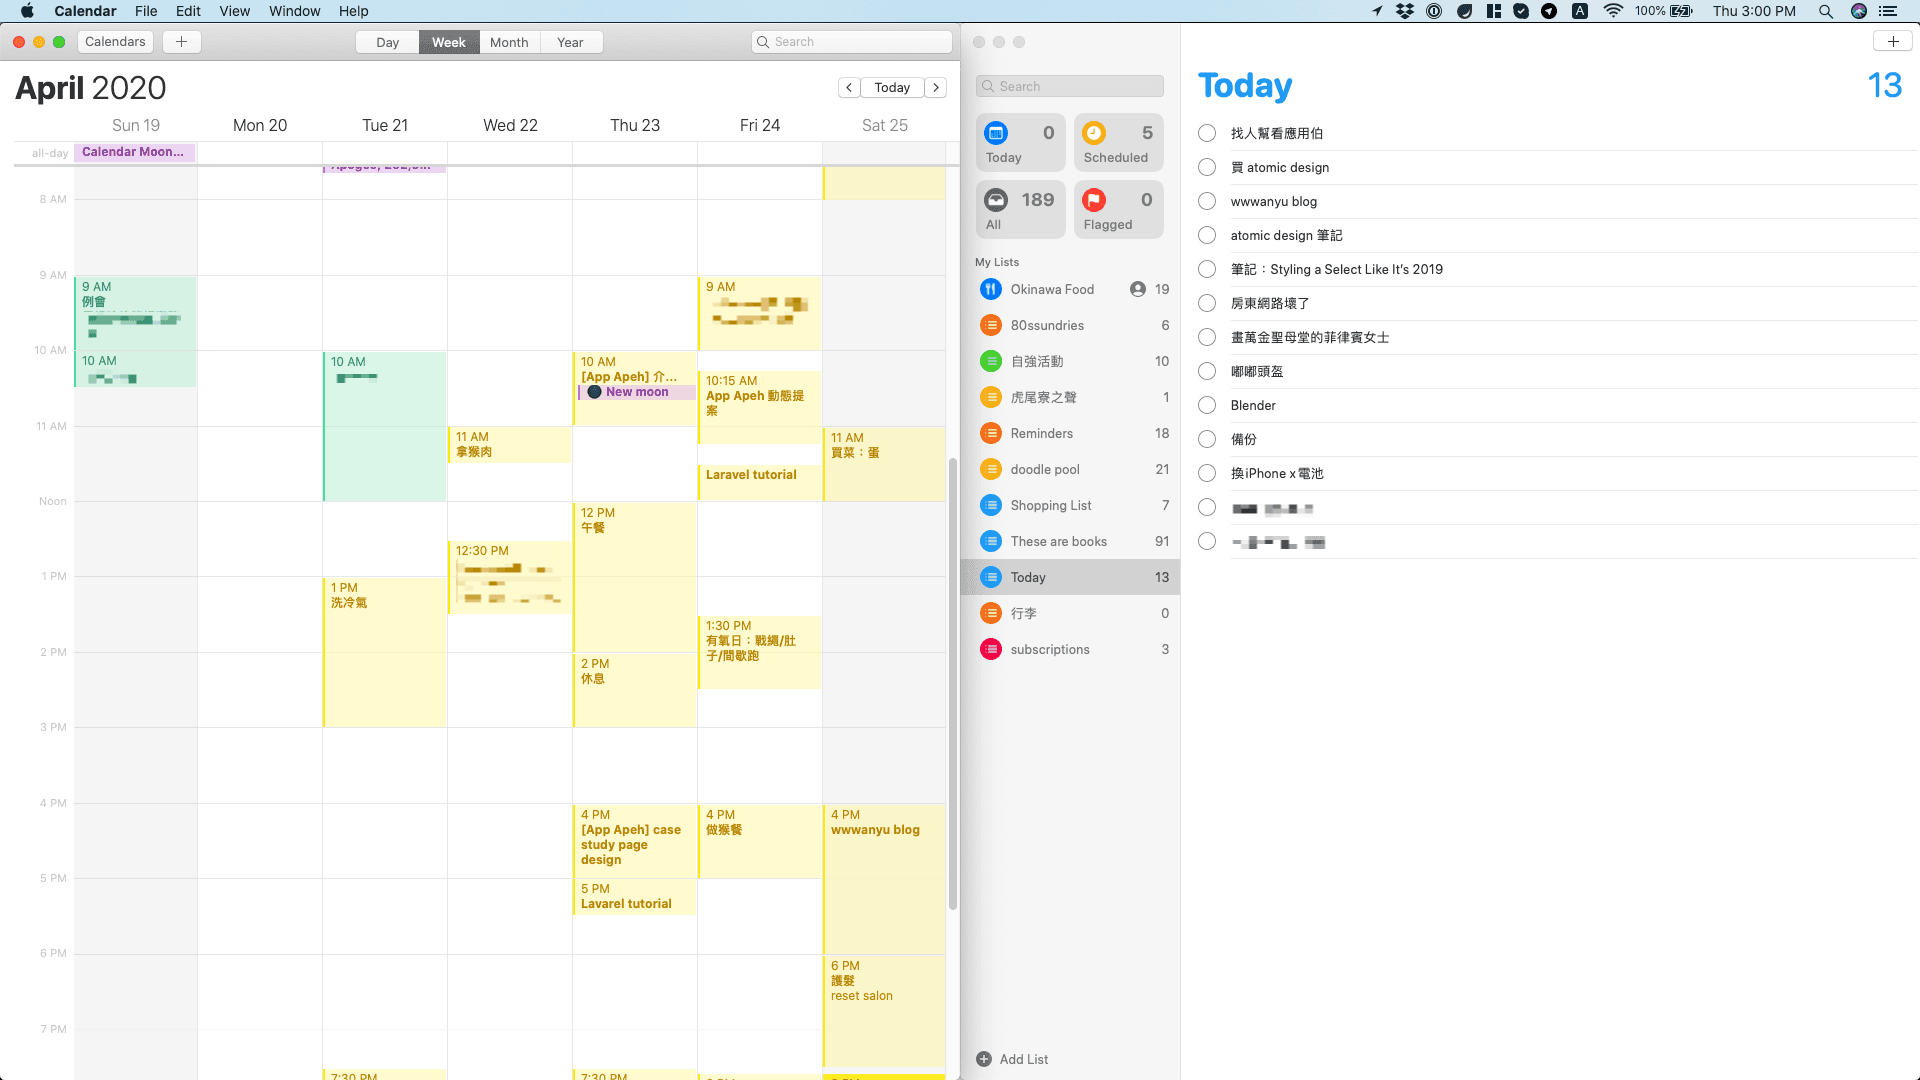 Calendar File Edit View Window Help
100% Thu 3:00 PM
Calendars
Day Week Month Year
Search
April 2020
Today
Sun 19 Mon 20 Tue 21 Wed 22 Thu 23 Fri 24 Sat 25
all-day
Calendar Moon...
8 AM
9 AM
10 AM
11 AM
Noon
1 PM
2 PM
3 PM
4 PM
5 PM
6 PM
7 PM
9 AM
例會
10 AM
10 AM
1 PM
洗冷氣
7:30 PM
11 AM
拿猴肉
12:30 PM
10 AM
[App Apeh] 介...
New moon
12 PM
午餐
2 PM
休息
4 PM
[App Apeh] case
study page
design
5 PM
Lavarel tutorial
7:30 PM
9 AM
10:15 AM
App Apeh 動態提
案
Laravel tutorial
1:30 PM
有氧日：戰繩/肚
子/間歇跑
4 PM
做猴餐
11 AM
買菜：蛋
4 PM
wwwanyu blog
6 PM
護髮
reset salon
Search
0
Today
5
Scheduled
189
All
0
Flagged
My Lists
Okinawa Food 19
80ssundries 6
自強活動 10
虎尾寮之聲 1
Reminders 18
doodle pool 21
Shopping List 7
These are books 91
Today 13
行李 0
subscriptions 3
Add List
Today 13
找人幫看應用伯
買 atomic design
wwwanyu blog
atomic design 筆記
筆記：Styling a Select Like It's 2019
房東網路壞了
畫萬金聖母堂的菲律賓女士
嘟嘟頭盔
Blender
備份
換iPhone x電池